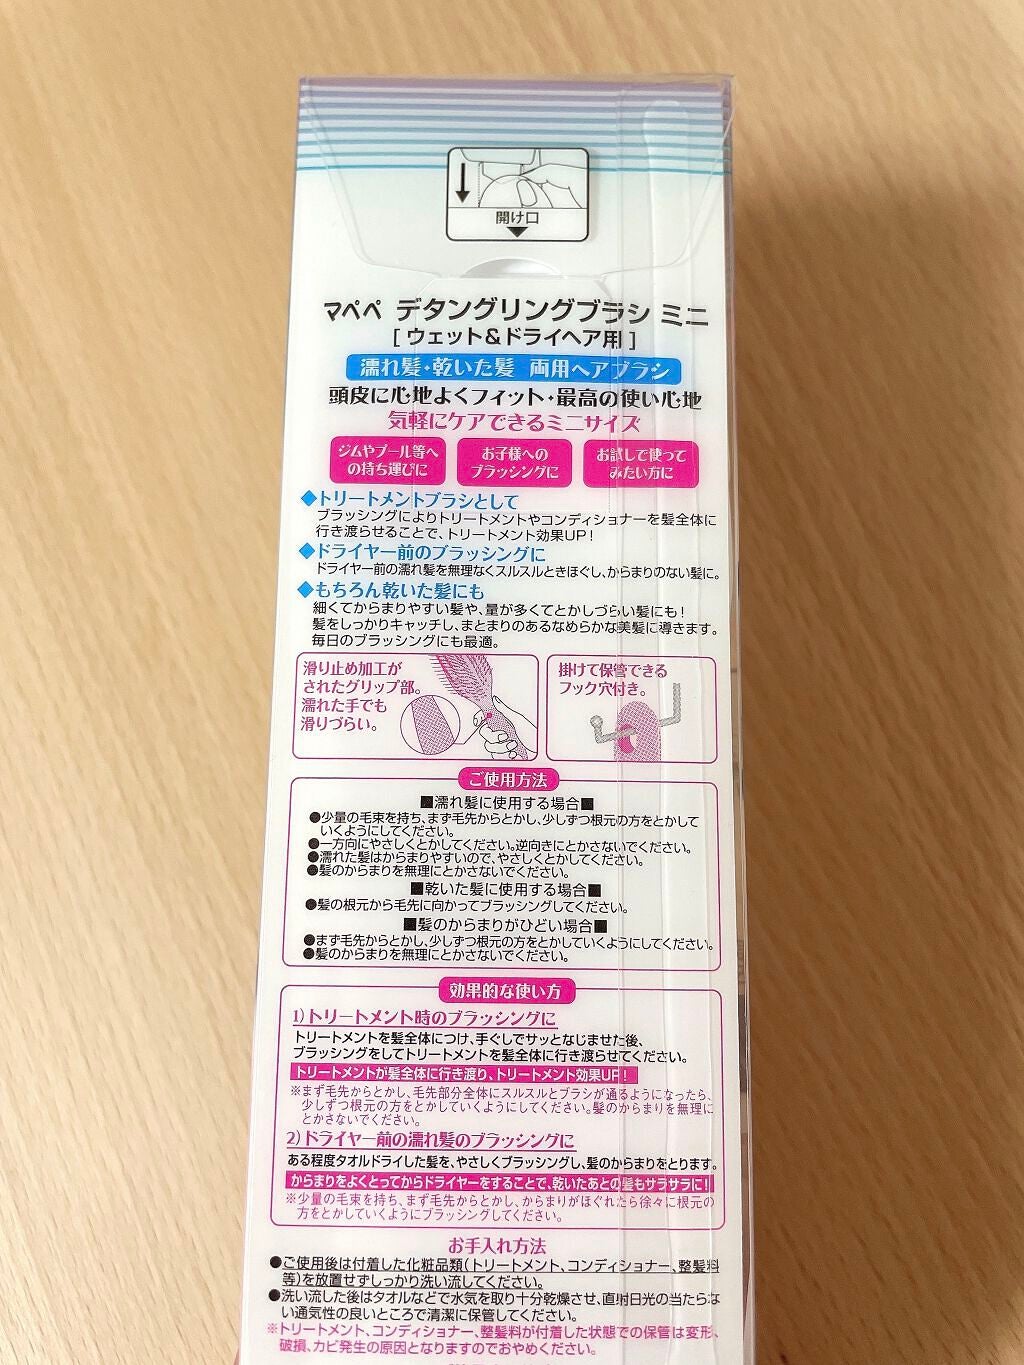 開け口
マペペ デタングリングブラシ ミニ
[ ウェット&ドライヘア用 ]
濡れ髪・乾いた髪 両用ヘアブラシ
頭皮に心地よくフィット・最高の使い心地
気軽にケアできるミニサイズ
ジムやプール等へ
の持ち運びに
お子様への
ブラッシングに
お試しで使って
みたい方に
◆トリートメントブラシとして
ブラッシングによりトリートメントやコンディショナーを髪全体に
行き渡らせることで、トリートメント効果UP!
◆ドライヤー前のブラッシングに
ドライヤー前の濡れ髪を無理なくスルスルときほぐし、からまりのない髪に。
◆もちろん乾いた髪にも
細くてからまりやすい髪や、量が多くてとかしづらい髪にも!
髪をしっかりキャッチし、まとまりのあるなめらかな美髪に導きます。
毎日のブラッシングにも最適。
滑り止め加工が
されたグリップ部。
濡れた手でも
滑りづらい。
掛けて保管できる
フック穴付き。
ご使用方法
■濡れ髪に使用する場合■
●少量の毛束を持ち、まず毛先からとかし、少しずつ根元の方をとかして
いくようにしてください。
●一方向にやさしくとかしてください。逆向きにとかさないでください。
●濡れた髪はからまりやすいので、やさしくとかしてください。
●髪のからまりを無理にとかさないでください。
■乾いた髪に使用する場合■
●髪の根元から毛先に向かってブラッシングしてください。
■髪のからまりがひどい場合■
●まず毛先からとかし、少しずつ根元の方をとかしていくようにしてください。
●髪のからまりを無理にとかさないでください。
効果的な使い方
1)トリートメント時のブラッシングに
トリートメントを髪全体につけ、手ぐしでサッとなじませた後、
ブラッシングをしてトリートメントを髪全体に行き渡らせてください。
トリートメントが髪全体に行き渡り、トリートメント効果UP!
※まず毛先からとかし、毛先部分全体にスルスルとブラシが通るようになったら、
少しずつ根元の方をとかしていくようにしてください。髪のからまりを無理に
とかさないでください。
2)ドライヤー前の濡れ髪のブラッシングに
ある程度タオルドライした髪を、やさしくブラッシングし、髪のからまりをとります。
からまりをよくとってからドライヤーをすることで、乾いたあとの髪もサラサラに!
※少量の毛束を持ち、まず毛先からとかし、からまりがほぐれたら徐々に根元の
方をとかしていくようにブラッシングしてください。
お手入れ方法
●ご使用後は付着した化粧品類(トリートメント、コンディショナー、整髪料
等)を放置せずしっかり洗い流してください。
●洗い流した後はタオルなどで水気を取り十分乾燥させ、直射日光の当たらな
い通気性の良いところで清潔に保管してください。
※トリートメント、コンディショナー、整髪料が付着した状態での保管は変形、
破損、カビ発生の原因となりますのでおやめください。